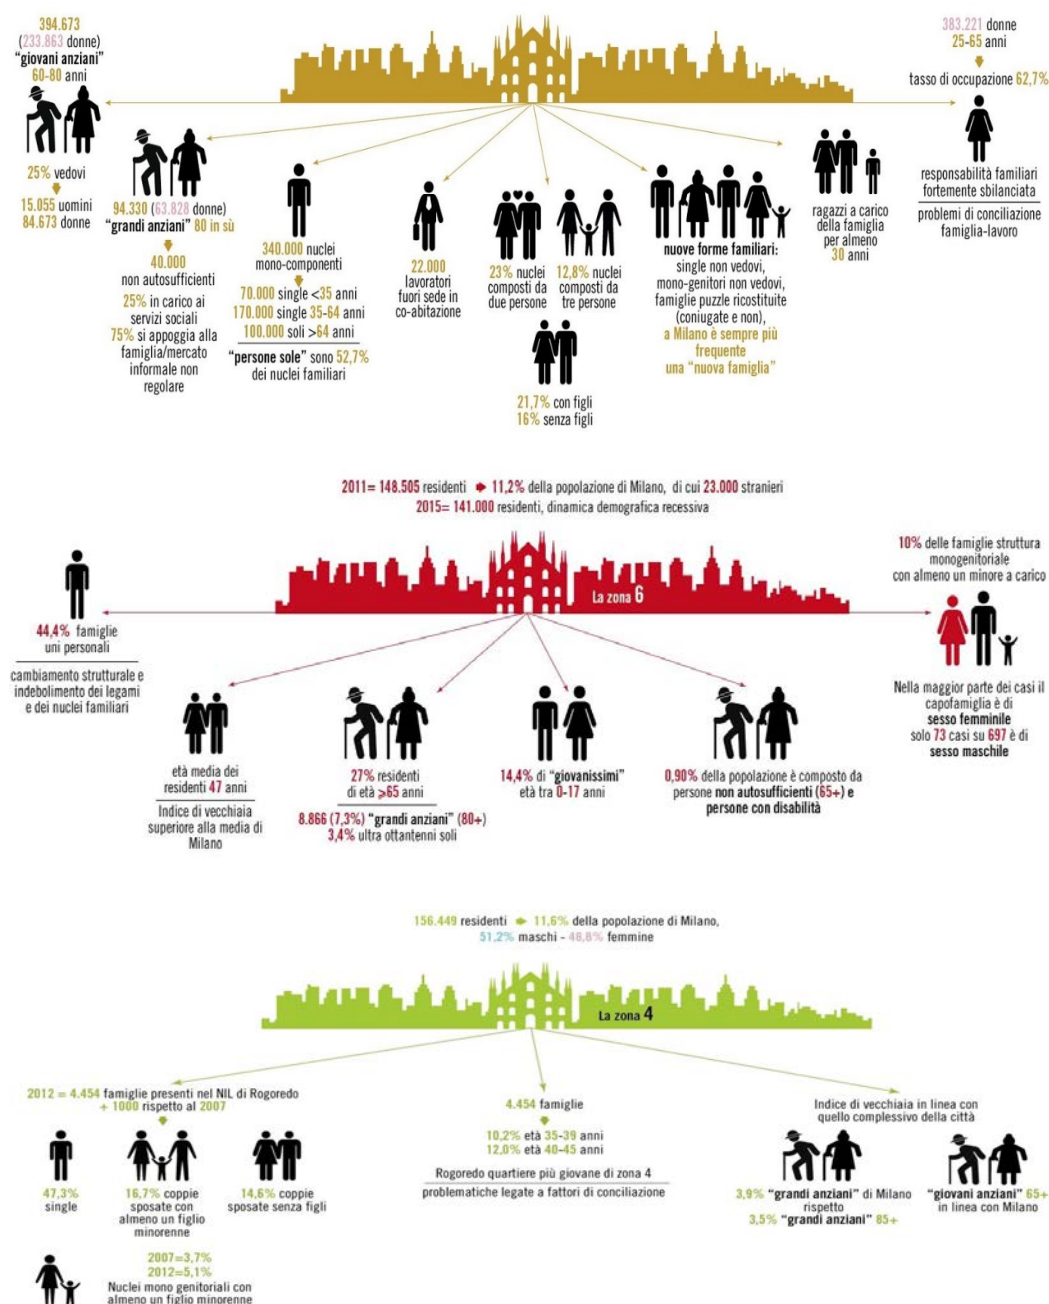 394.673
(233.863 donne)
“giovani anziani”
60-80 anni
25% vedovi
15.055 uomini
84.673 donne
94.330 (63.828 donne)
“grandi anziani” 80 in sù
40.000
non autosufficienti
25% in carico ai
servizi sociali
75% si appoggia alla
famiglia/mercato
informale non
regolare
340.000 nuclei
mono-componenti
70.000 single <35 anni
170.000 single 35-64 anni
100.000 soli >64 anni
“persone sole” sono 52,7%
dei nuclei familiari
22.000
lavoratori
fuori sede in
co-abitazione
23% nuclei
composti da
due persone
12,8% nuclei
composti da
tre persone
21,7% con figli
16% senza figli
nuove forme familiari:
single non vedovi,
mono-genitori non vedovi,
famiglie puzzle ricostituite
(coniugate e non),
a Milano è sempre più
frequente
una “nuova famiglia”
ragazzi a carico
della famiglia
per almeno
30 anni
383.221 donne
25-65 anni
tasso di occupazione 62,7%
responsabilità familiari
fortemente sbilanciata
problemi di conciliazione
famiglia-lavoro
2011= 148.505 residenti 11,2% della popolazione di Milano, di cui 23.000 stranieri
2015= 141.000 residenti, dinamica demografica recessiva
La zona 6
44,4% famiglie
uni personali
cambiamento strutturale e
indebolimento dei legami
e dei nuclei familiari
età media dei
residenti 47 anni
Indice di vecchiaia
superiore alla media di
Milano
27% residenti
di età ⩾65 anni
8.866 (7,3%) “grandi anziani” (80+)
3,4% ultra ottantenni soli
14,4% di “giovanissimi”
età tra 0-17 anni
0,90% della popolazione è composto da
persone non autosufficienti (65+) e
persone con disabilità
10% delle famiglie struttura
monogenitoriale
con almeno un minore a carico
Nella maggior parte dei casi il
capofamiglia è di
sesso femminile
solo 73 casi su 697 è di
sesso maschile
156.449 residenti 11,6% della popolazione di Milano,
51,2% maschi - 48,8% femmine
La zona 4
2012 = 4.454 famiglie presenti nel NIL di Rogoredo
+ 1000 rispetto al 2007
47,3%
single
16,7% coppie
sposate con
almeno un figlio
minorenne
14,6% coppie
sposate senza figli
2007=3,7%
2012=5,1%
Nuclei mono genitoriali con
almeno un figlio minorenne
4.454 famiglie
10,2% età 35-39 anni
12,0% età 40-45 anni
Rogoredo quartiere più giovane di zona 4
problematiche legate a fattori di conciliazione
Indice di vecchiaia in linea con
quello complessivo della città
3,9% “grandi anziani” di Milano
rispetto
3,5% “grandi anziani” 85+
“giovani anziani” 65+
in linea con Milano